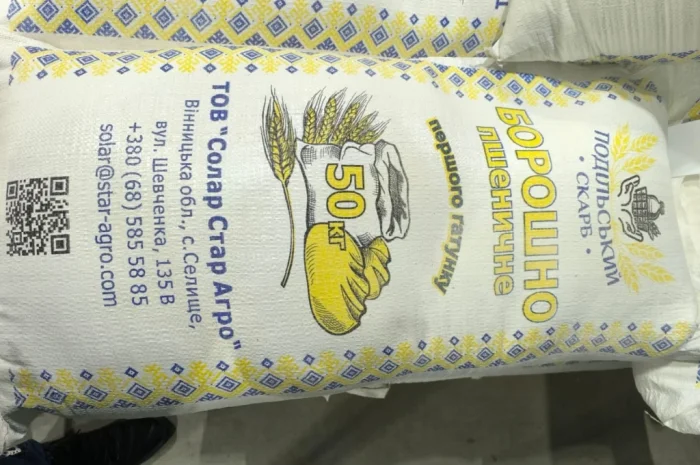 ПОДІЛЬСЬКИЙ
• СКАРБ •
БОРОШНО
пшеничне
першого гатунку
50
кг
ТОВ "Солар Стар Агро"
Вінницька обл., с.Селище,
вул. Шевченка, 135 В
+380 (68) 585 58 85
solar@star-agro.com